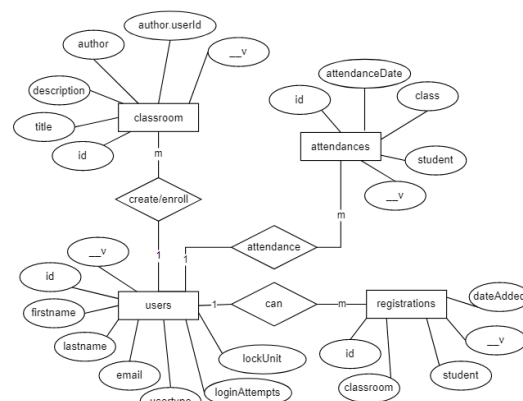 author.userId
author
__v
description
classroom
title
id
attendanceDate
id
class
attendances
student
__v
m
create/enroll
1
m
attendance
1
__v
id
firstname
users
lastname
email
usertype
loginAttempts
lockUnit
1
can
m
registrations
dateAdded
__v
id
student
classroom